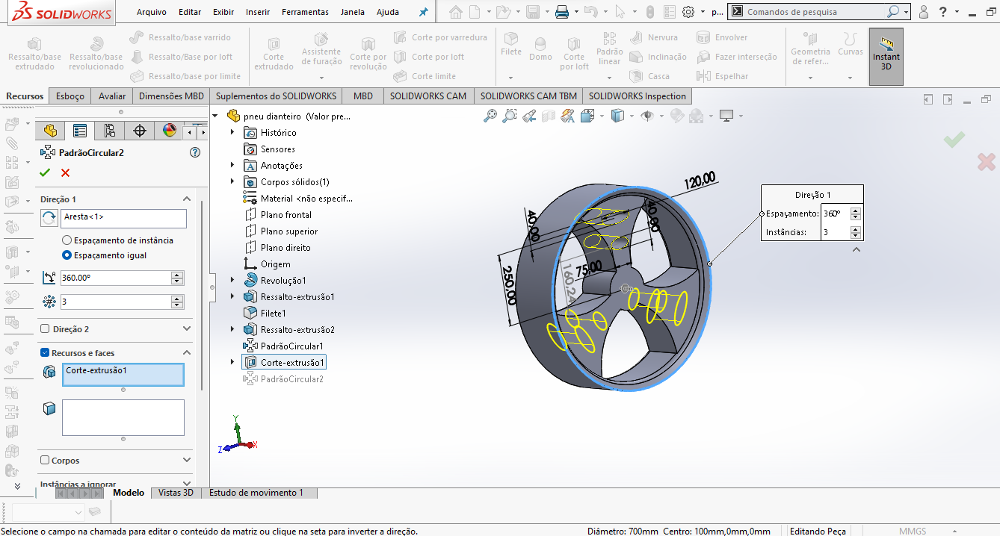 SOLIDWORKS
Arquivo Editar Exibir Inserir Ferramentas Janela Ajuda
p...
Comandos de pesquisa
?
Ressalto/base extrudado
Ressalto/base revolucionado
Ressalto/base varrido
Ressalto/Base por loft
Ressalto/base por limite
Corte extrudado
Assistente de furação
Corte por revolução
Corte por varredura
Corte por loft
Corte limite
Filete
Domo
Corte por loft
Padrão linear
Nervura
Inclinação
Casca
Envolver
Fazer interseção
Espelhar
Geometria de refer...
Curvas
Instant 3D
Recursos Esboço Avaliar Dimensões MBD Suplementos do SOLIDWORKS MBD SOLIDWORKS CAM SOLIDWORKS CAM TBM SOLIDWORKS Inspection
PadrãoCircular2
Direção 1
Aresta<1>
Espaçamento de instância
Espaçamento igual
360.00º
3
Direção 2
Recursos e faces
Corte-extrusão1
Corpos
Instâncias a ignorar
pneu dianteiro (Valor pre...
Histórico
Sensores
Anotações
Corpos sólidos(1)
Material <não especif...
Plano frontal
Plano superior
Plano direito
Origem
Revolução1
Ressalto-extrusão1
Filete1
Ressalto-extrusão2
PadrãoCircular1
Corte-extrusão1
PadrãoCircular2
Y
Z
X
120,00
40,00
40,00
75,00
160,24
250,00
Direção 1
Espaçamento: 360º
Instâncias: 3
Modelo Vistas 3D Estudo de movimento 1
Selecione o campo na chamada para editar o conteúdo da matriz ou clique na seta para inverter a direção.
Diâmetro: 700mm Centro: 100mm,0mm,0mm
Editando Peça
MMGS